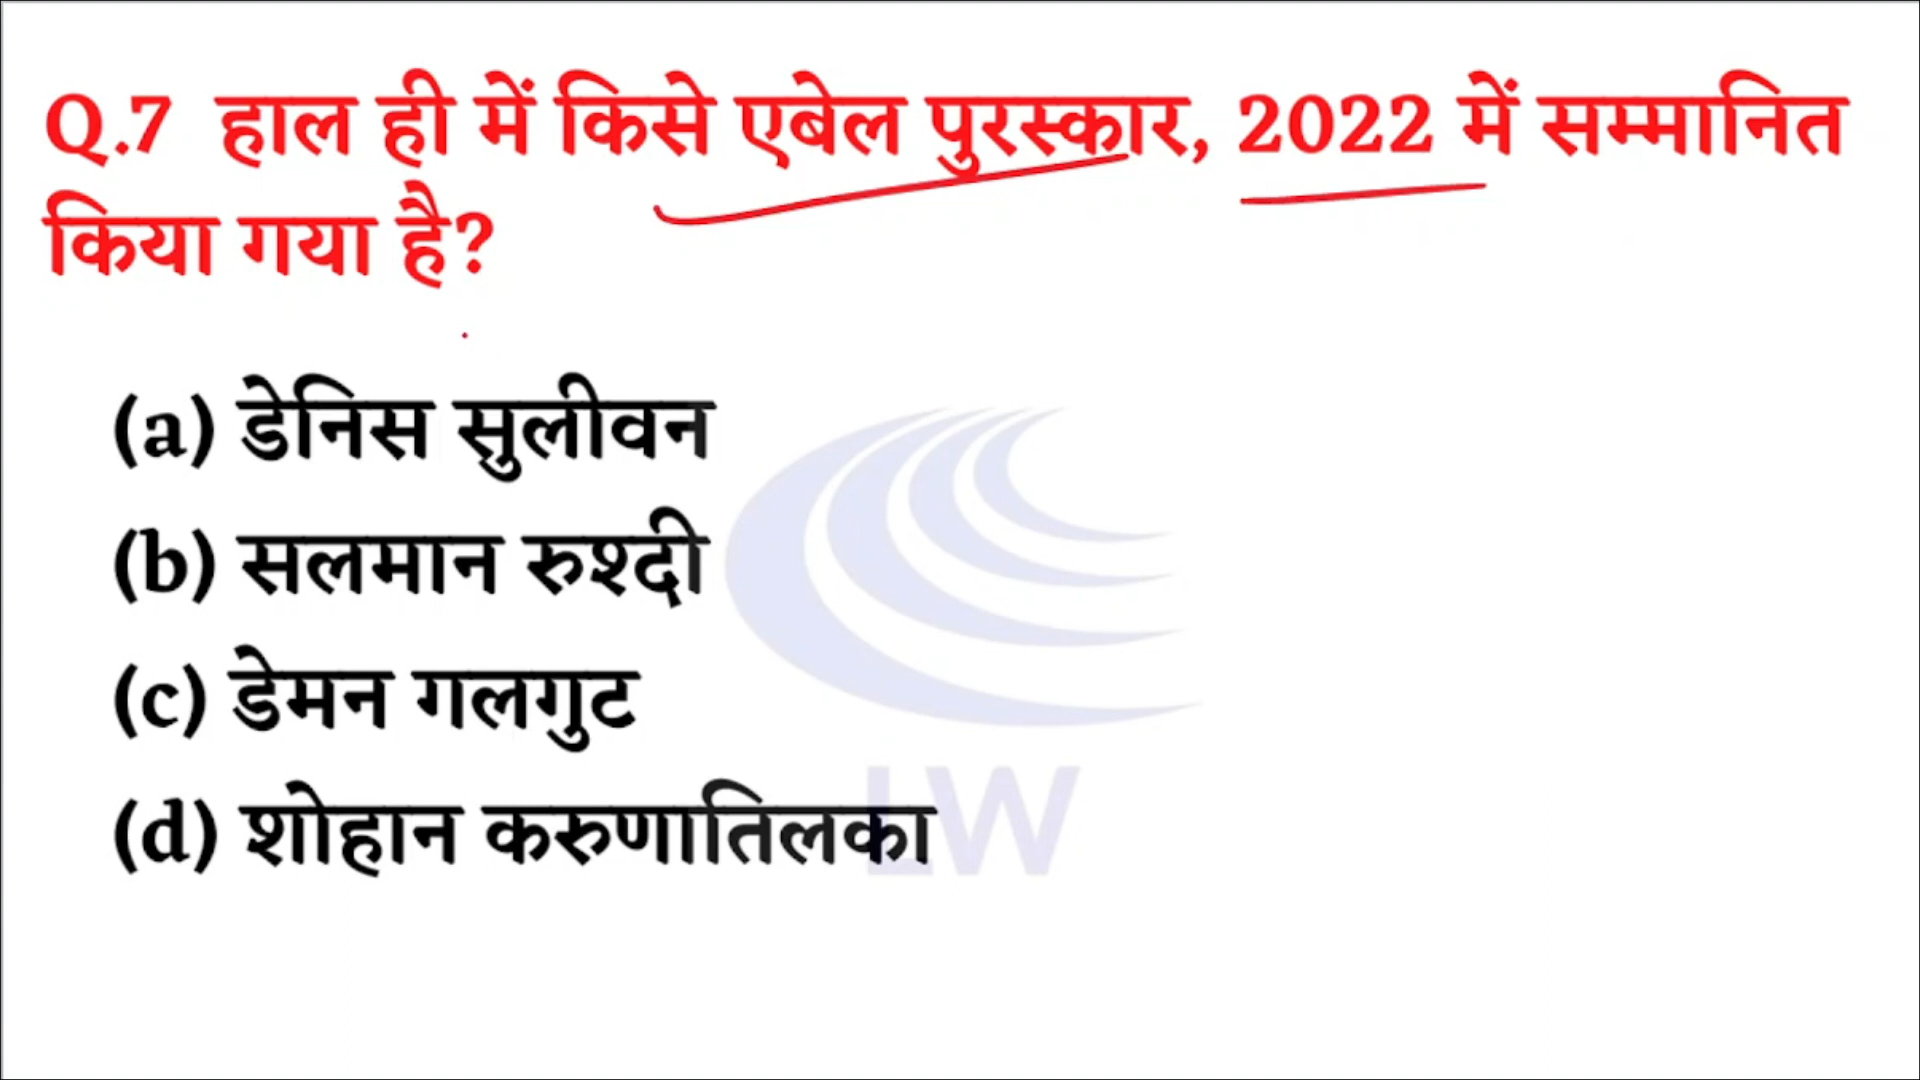 Q.7 हाल ही में किसे एबेल पुरस्कार, 2022 में सम्मानित
किया गया है?
(a) डेनिस सुलीवन
(b) सलमान रुश्दी
(c) डेमन गलगुट
(d) शोहान करुणातिलका
LW